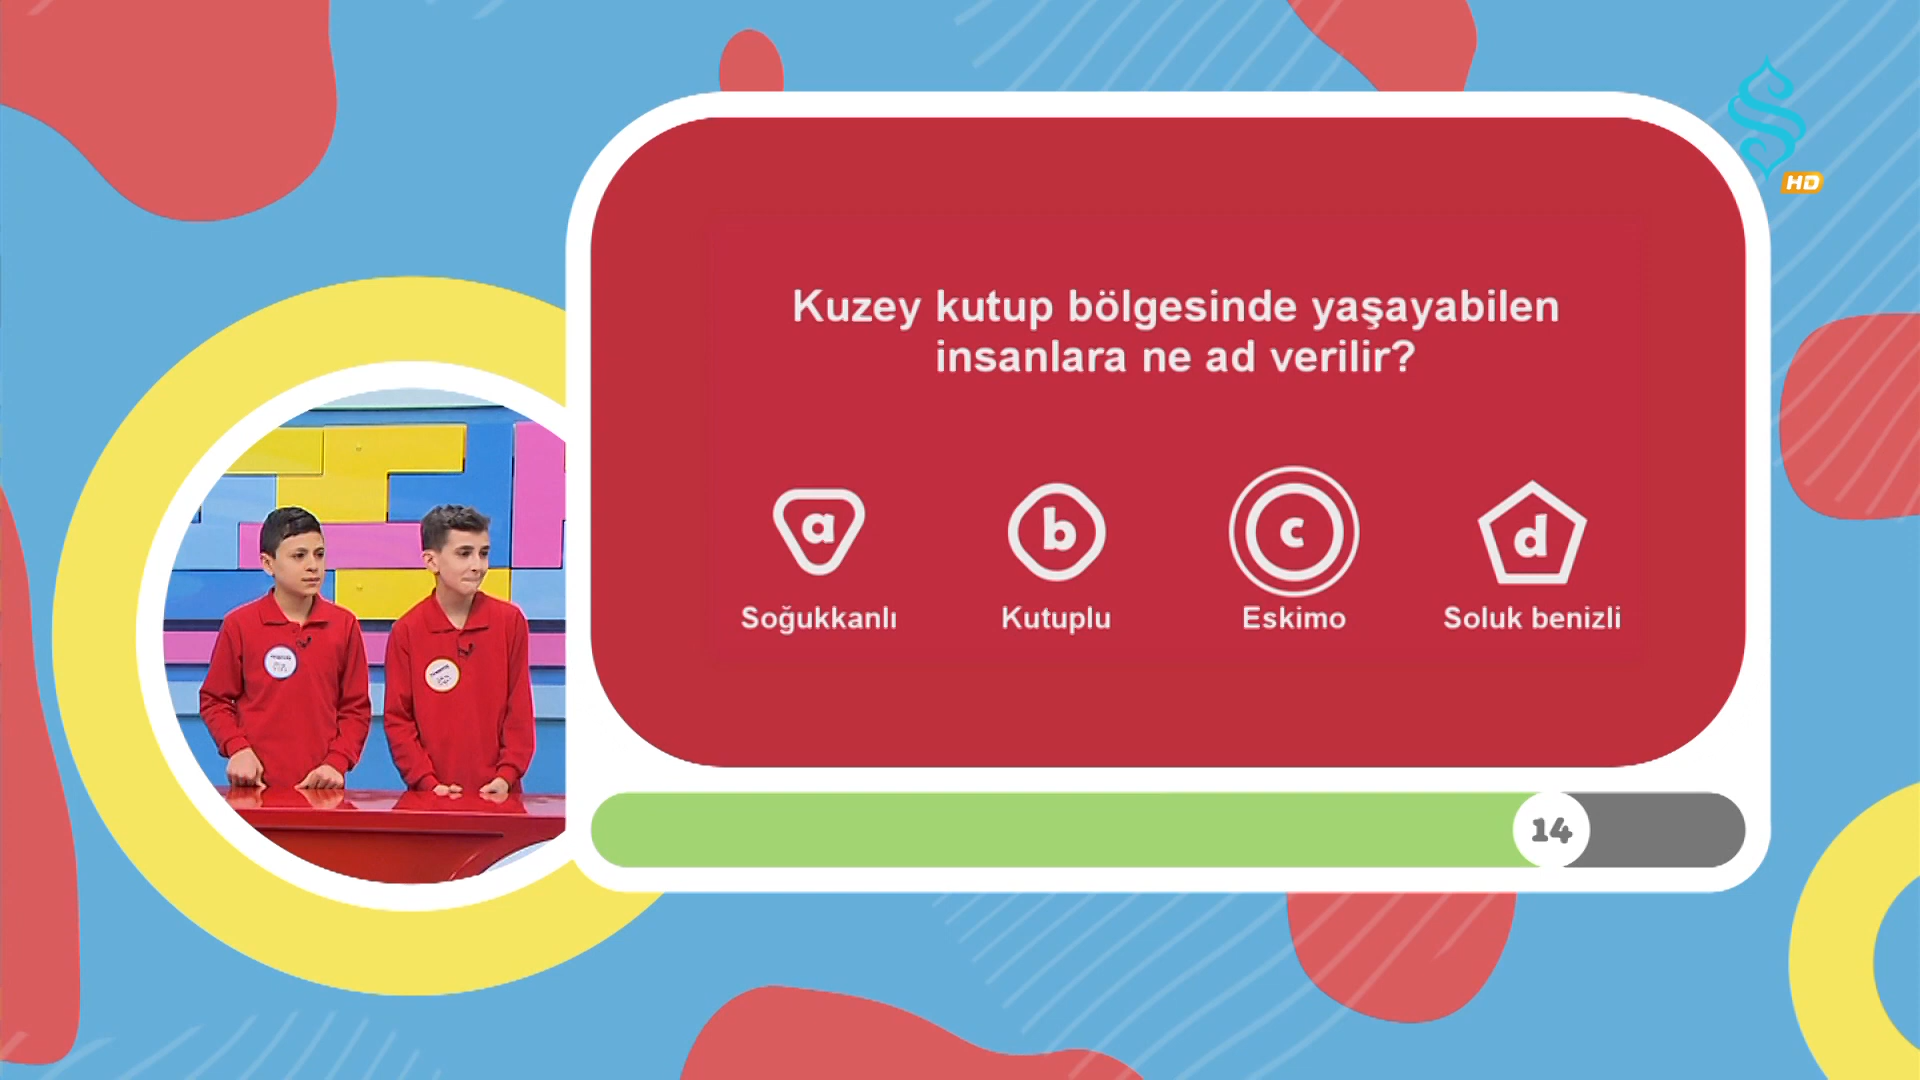 HD
Kuzey kutup bölgesinde yaşayabilen
insanlara ne ad verilir?
a
b
c
d
Soğukkanlı
Kutuplu
Eskimo
Soluk benizli
14